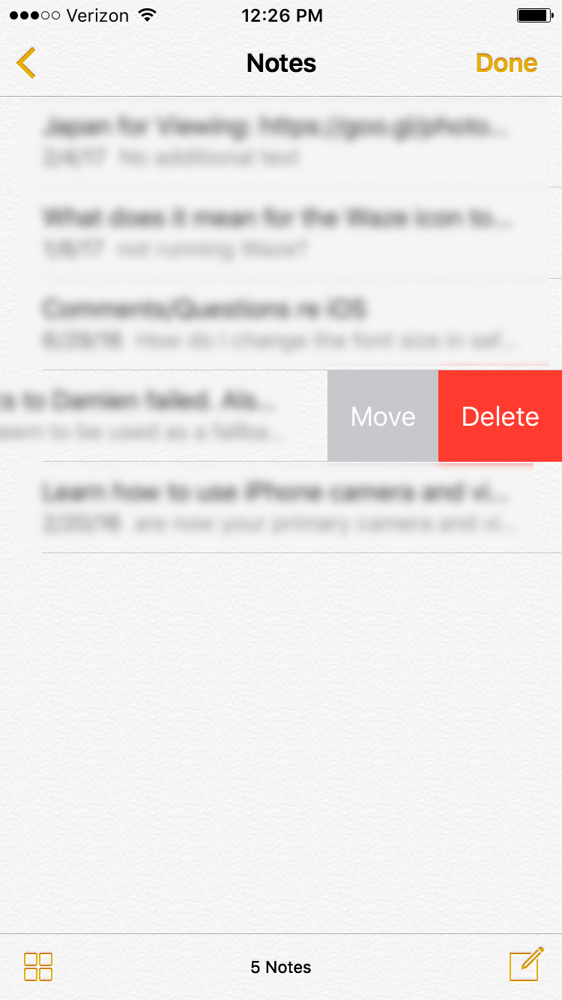 Verizon 12:26 PM
Notes Done
Japan for Viewing: https://goo.gl/photo...
2/4/17 No additional text
What does it mean for the Waze icon to...
1/8/17 not running Waze?
Comments/Questions re iOS
6/29/16 How do I change the font size in saf...
s to Damien failed. Als...
seem to be used as a fallba...
Move Delete
Learn how to use iPhone camera and vi...
2/20/16 are now your primary camera and vi...
5 Notes